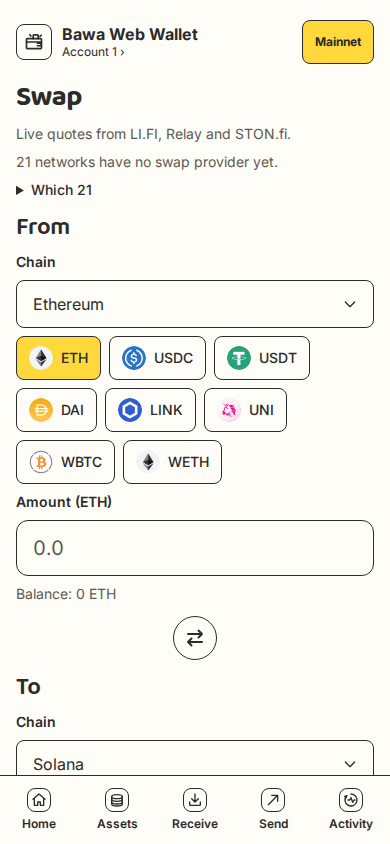 Bawa Web Wallet
Account 1 ›
Mainnet
Swap
Live quotes from LI.FI, Relay and STON.fi.
21 networks have no swap provider yet.
Which 21
From
Chain
Ethereum
ETH
USDC
USDT
DAI
LINK
UNI
WBTC
WETH
Amount (ETH)
0.0
Balance: 0 ETH
To
Chain
Solana
Home
Assets
Receive
Send
Activity